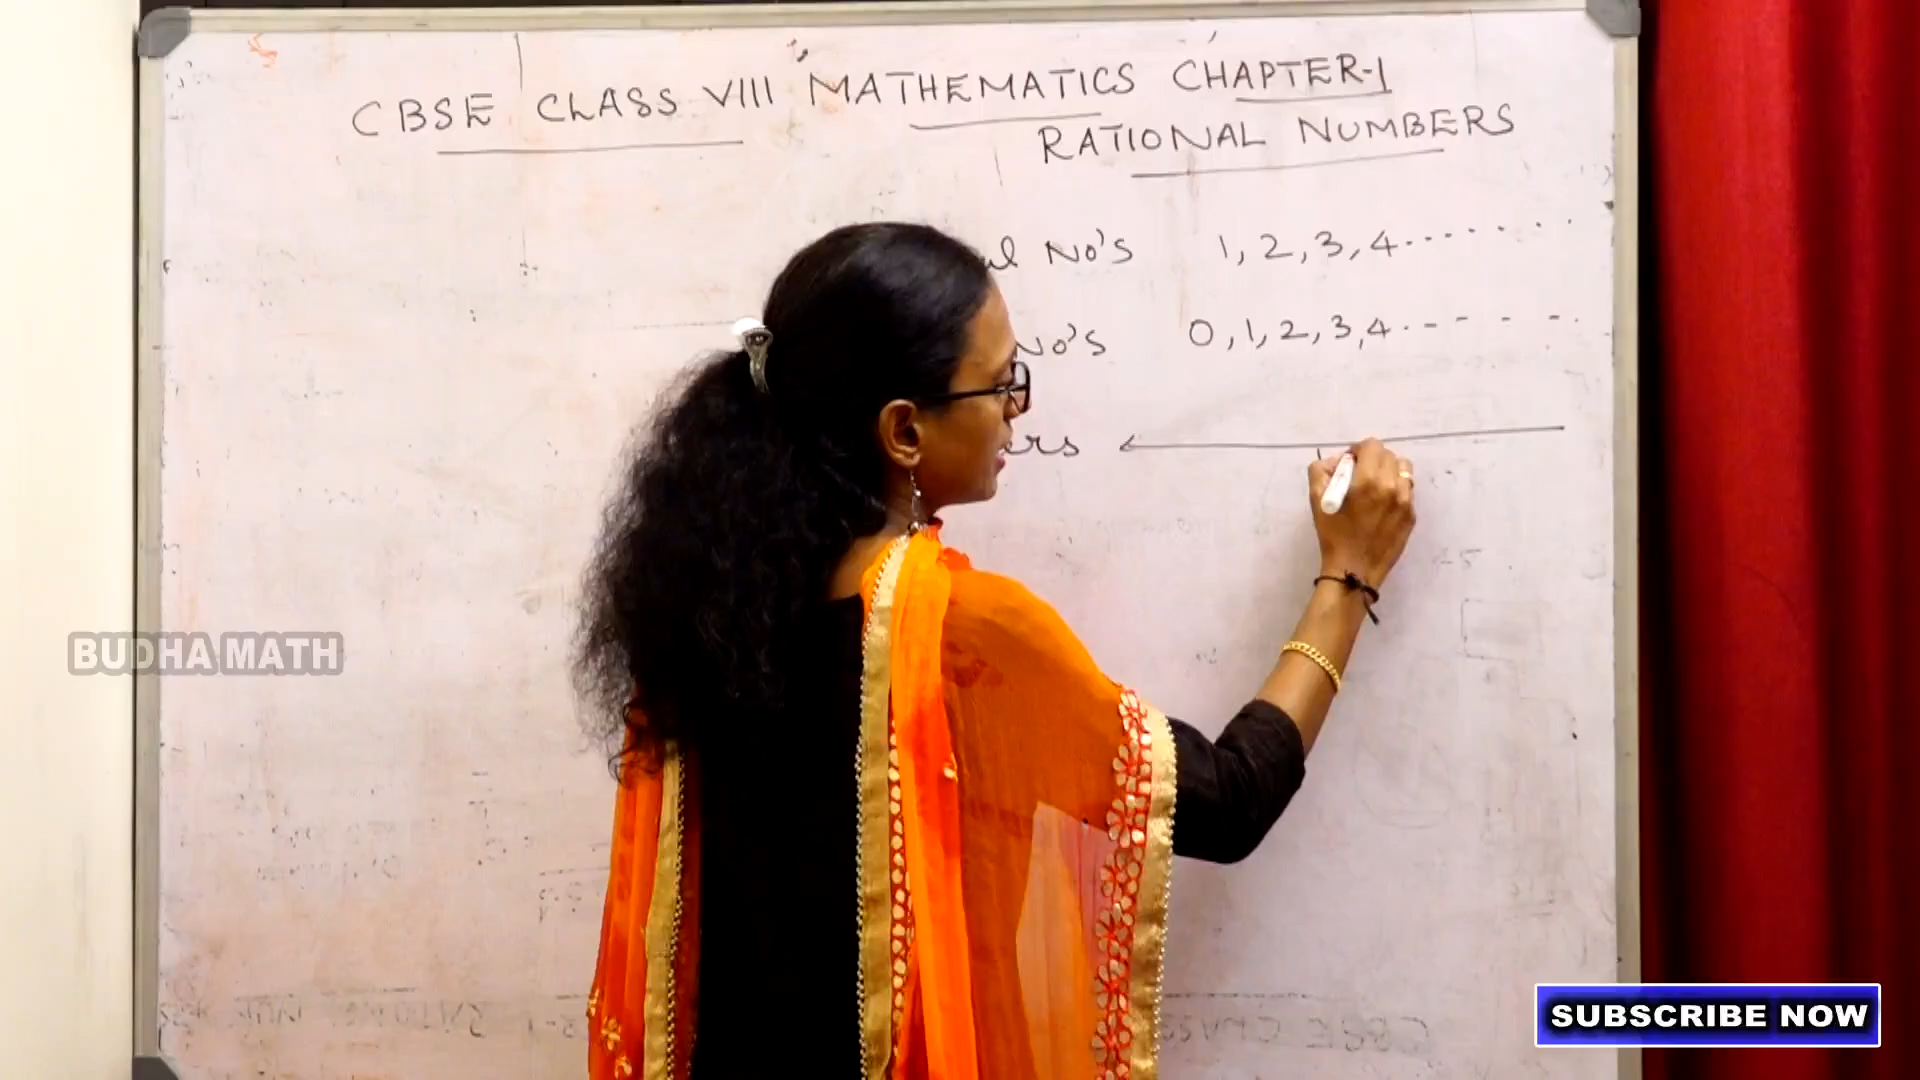 CBSE CLASS VIII MATHEMATICS CHAPTER-1
RATIONAL NUMBERS
No's 1, 2, 3, 4.......
No's 0, 1, 2, 3, 4.-----.
BUDHA MATH
SUBSCRIBE NOW